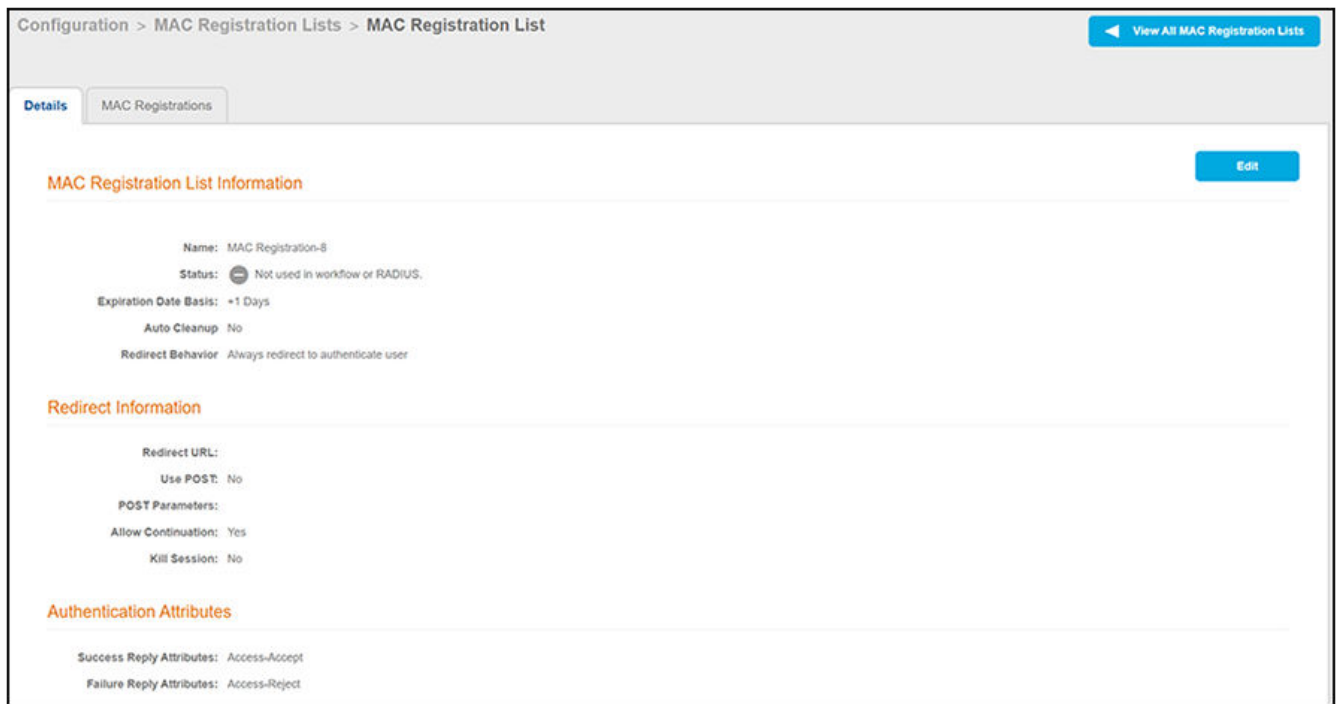 Configuration > MAC Registration Lists > MAC Registration List
View All MAC Registration Lists
Details
MAC Registrations
Edit
MAC Registration List Information
Name: MAC Registration-8
Status: Not used in workflow or RADIUS.
Expiration Date Basis: +1 Days
Auto Cleanup No
Redirect Behavior Always redirect to authenticate user
Redirect Information
Redirect URL:
Use POST: No
POST Parameters:
Allow Continuation: Yes
Kill Session: No
Authentication Attributes
Success Reply Attributes: Access-Accept
Failure Reply Attributes: Access-Reject